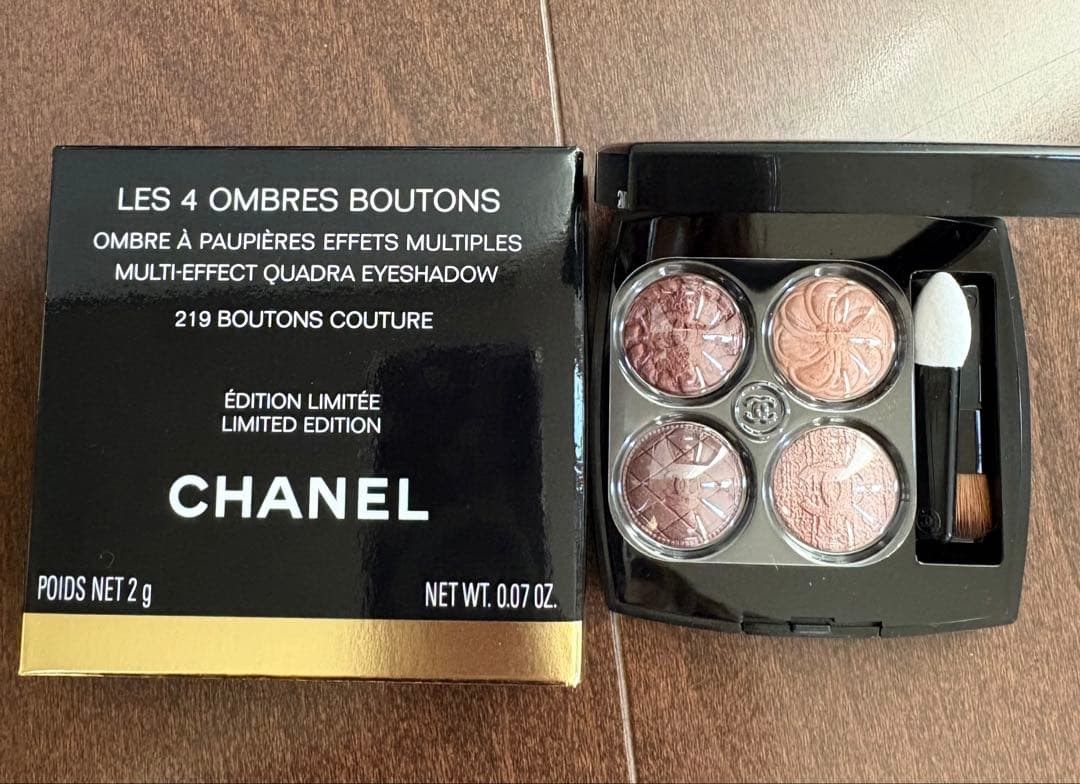 LES 4 OMBRES BOUTONS
OMBRE À PAUPIÈRES EFFETS MULTIPLES
MULTI-EFFECT QUADRA EYESHADOW
219 BOUTONS COUTURE
ÉDITION LIMITÉE
LIMITED EDITION
CHANEL
POIDS NET 2 g
NET WT. 0.07 OZ.